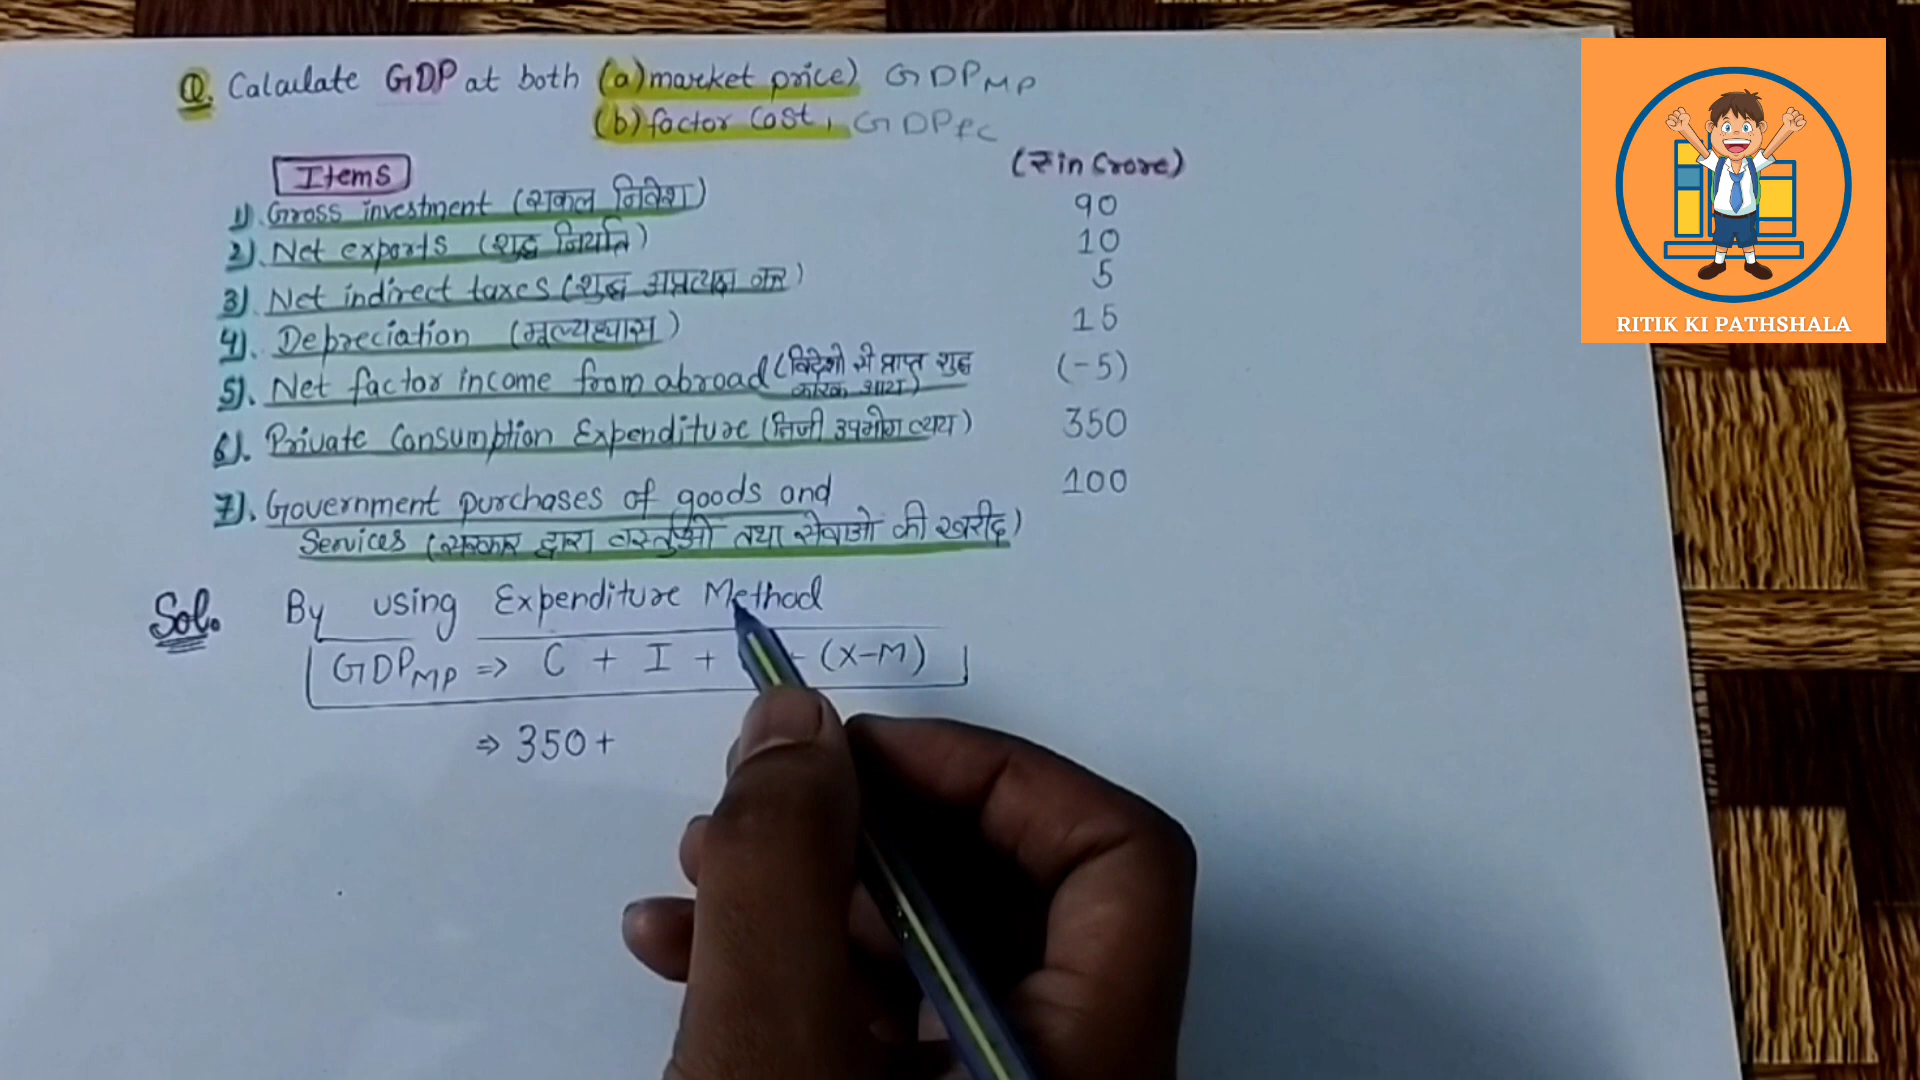 Q. Calculate GDP at both (a) market price) GDPMP
(b) factor Cost, GDPfc
Items (₹ in Crore)
1). Gross investment (सकल निवेश) 90
2). Net exports (शुद्ध निर्यात) 10
3). Net indirect taxes (शुद्ध अप्रत्यक्ष कर) 5
4). Depreciation (मूल्यह्रास) 15
5). Net factor income from abroad (विदेशो से प्राप्त शुद्ध कारक आय) (-5)
6). Private Consumption Expenditure (निजी उपभोग व्यय) 350
7). Government purchases of goods and 100
Services (सरकार द्वारा वस्तुओ तथा सेवाओ की खरीद)
Sol. By using Expenditure Method
GDPMP ⇒ C + I + + (X-M)
⇒ 350+
RITIK KI PATHSHALA